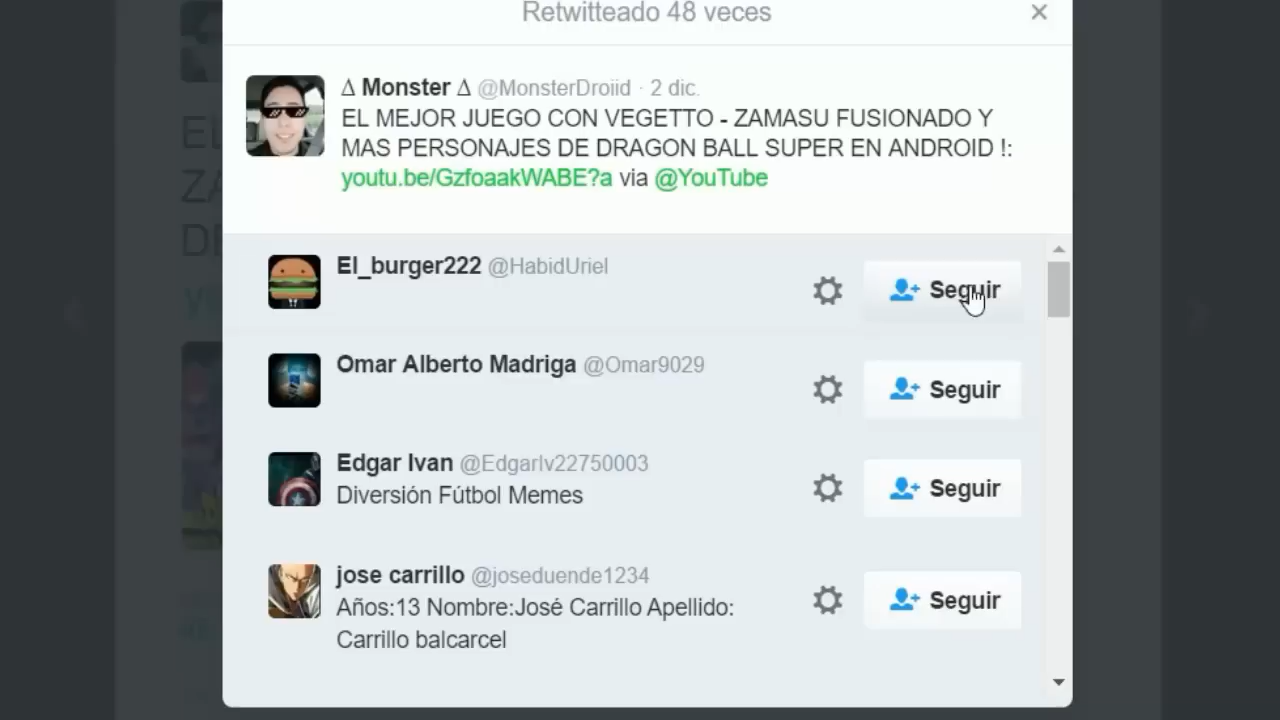 Retwitteado 48 veces
Δ Monster Δ @MonsterDroiid · 2 dic.
EL MEJOR JUEGO CON VEGETTO - ZAMASU FUSIONADO Y
MAS PERSONAJES DE DRAGON BALL SUPER EN ANDROID !:
youtu.be/GzfoaakWABE?a via @YouTube
El_burger222 @HabidUriel
Seguir
Omar Alberto Madriga @Omar9029
Seguir
Edgar Ivan @EdgarIv22750003
Diversión Fútbol Memes
Seguir
jose carrillo @joseduende1234
Años:13 Nombre:José Carrillo Apellido:
Carrillo balcarcel
Seguir